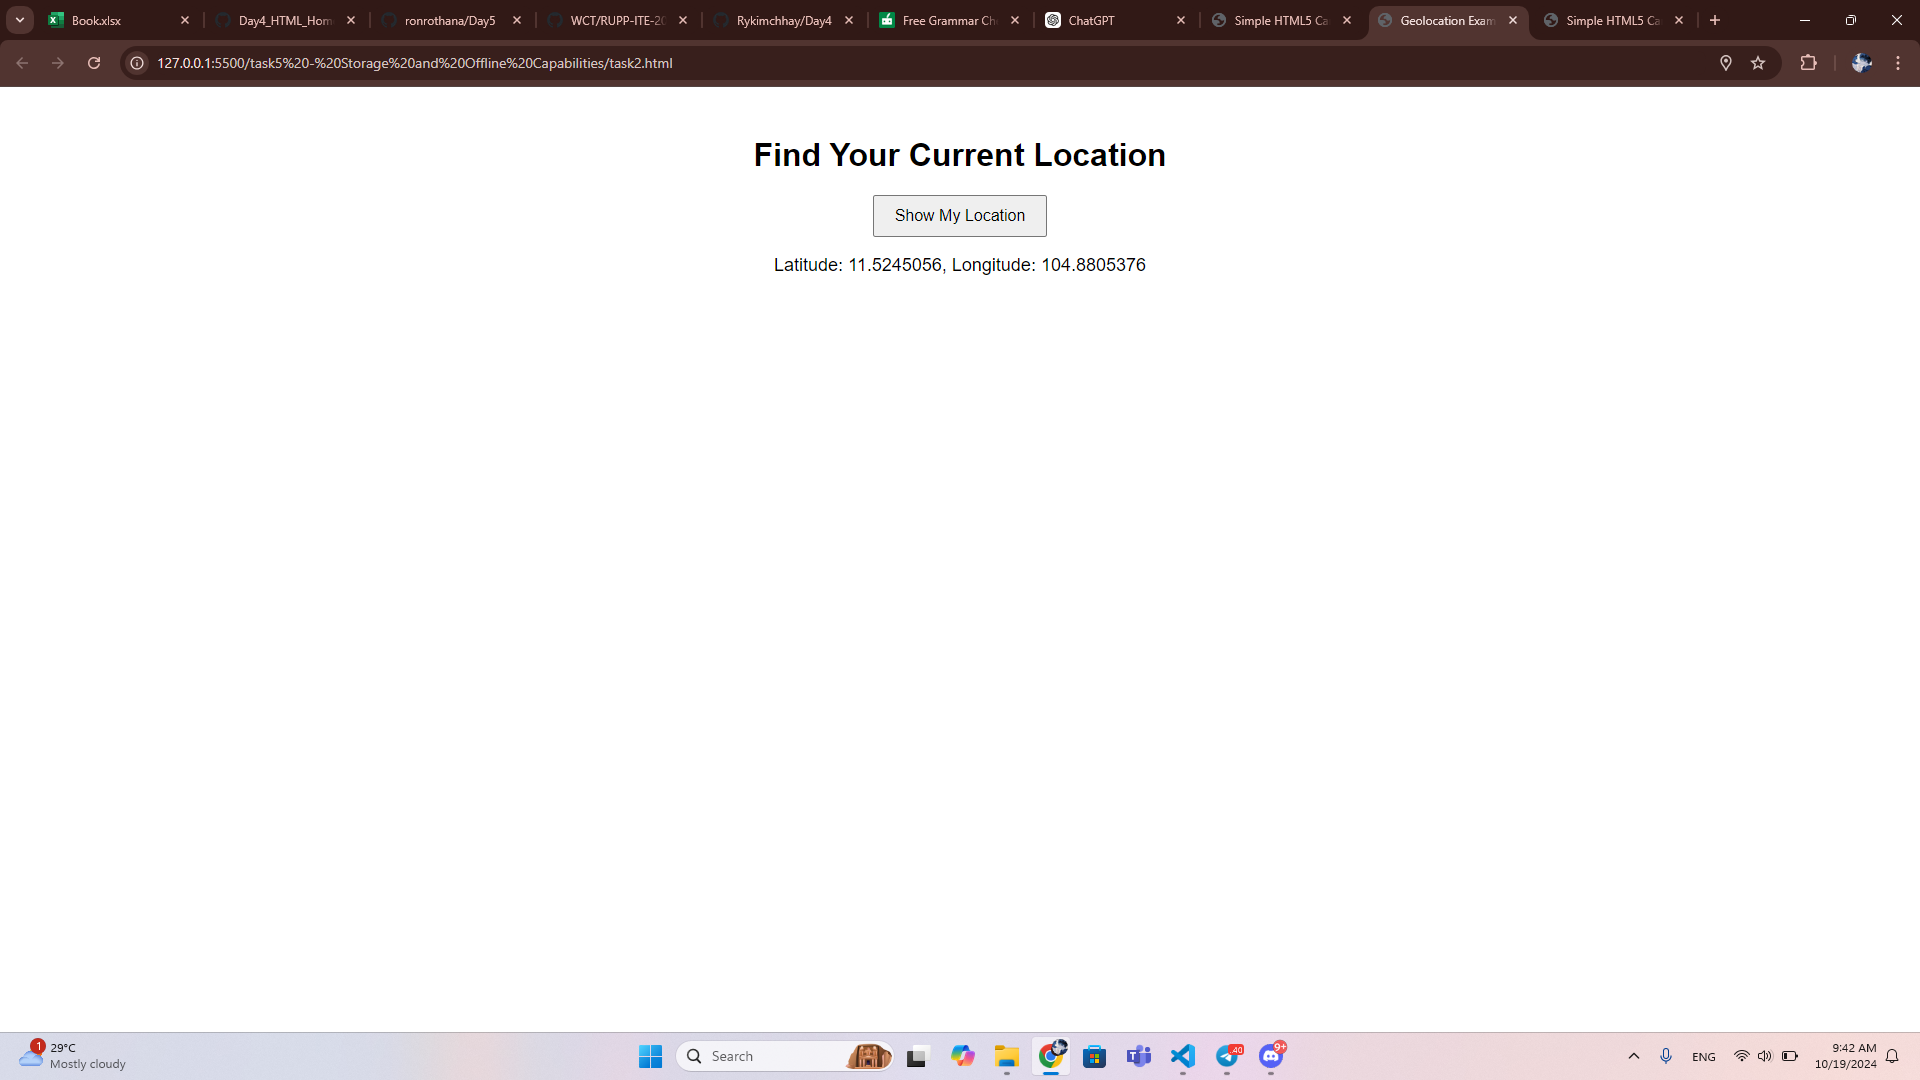 Book.xlsx
Day4_HTML_Hom
ronrothana/Day5
WCT/RUPP-ITE-20
Rykimchhay/Day4
Free Grammar Ch
ChatGPT
Simple HTML5 Ca
Geolocation Exam
Simple HTML5 Ca
127.0.0.1:5500/task5%20-%20Storage%20and%20Offline%20Capabilities/task2.html
Find Your Current Location
Show My Location
Latitude: 11.5245056, Longitude: 104.8805376
1
29°C
Mostly cloudy
Search
40
9+
ENG
9:42 AM
10/19/2024